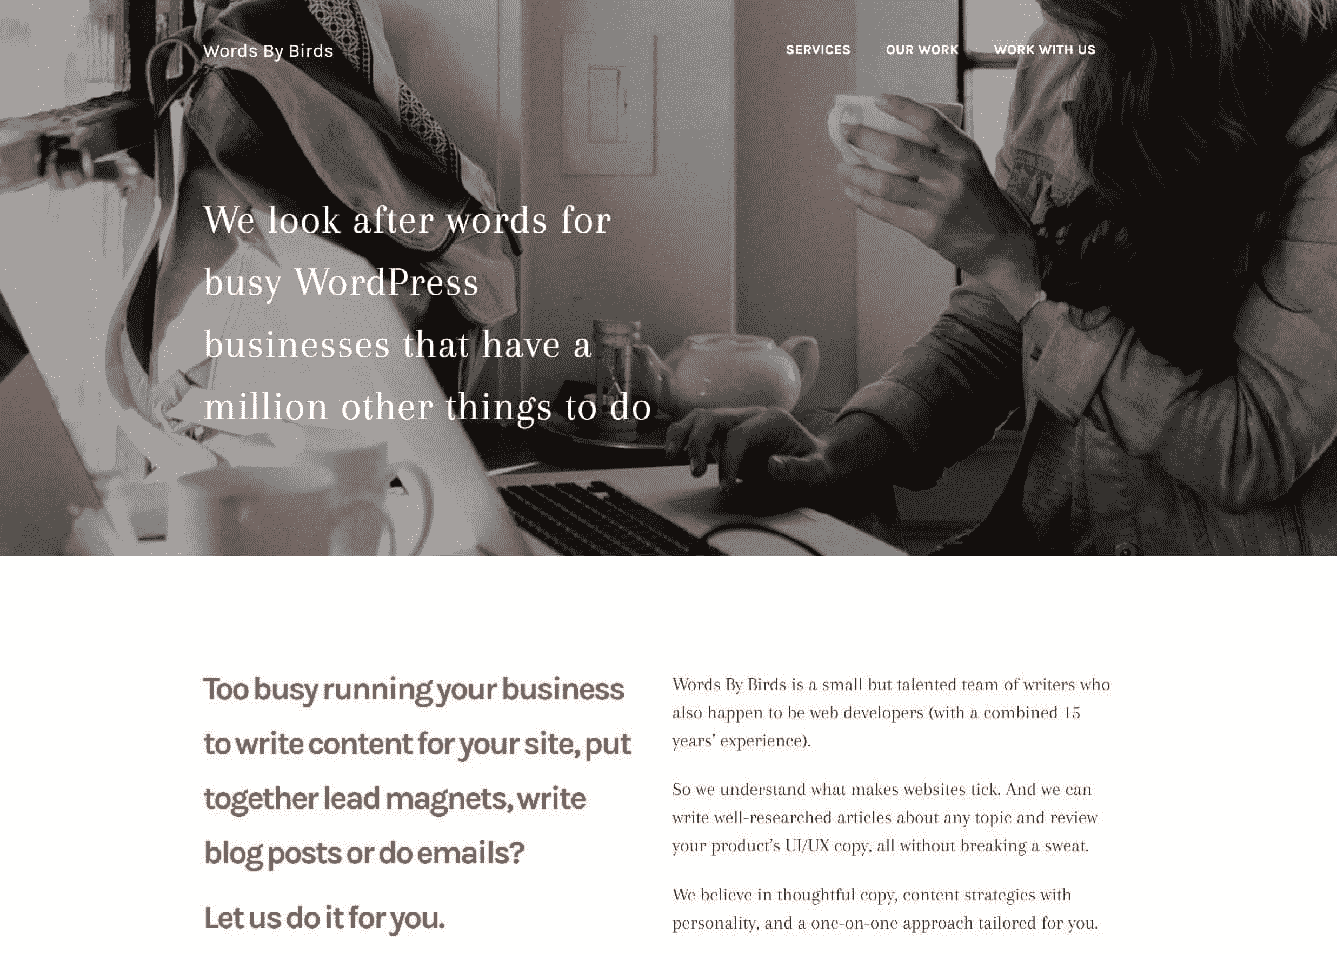 Words By Birds
SERVICES OUR WORK WORK WITH US
We look after words for
busy WordPress
businesses that have a
million other things to do
Too busy running your business
to write content for your site, put
together lead magnets, write
blog posts or do emails?
Let us do it for you.
Words By Birds is a small but talented team of writers who
also happen to be web developers (with a combined 15
years’ experience).
So we understand what makes websites tick. And we can
write well-researched articles about any topic and review
your product’s UI/UX copy, all without breaking a sweat.
We believe in thoughtful copy, content strategies with
personality, and a one-on-one approach tailored for you.